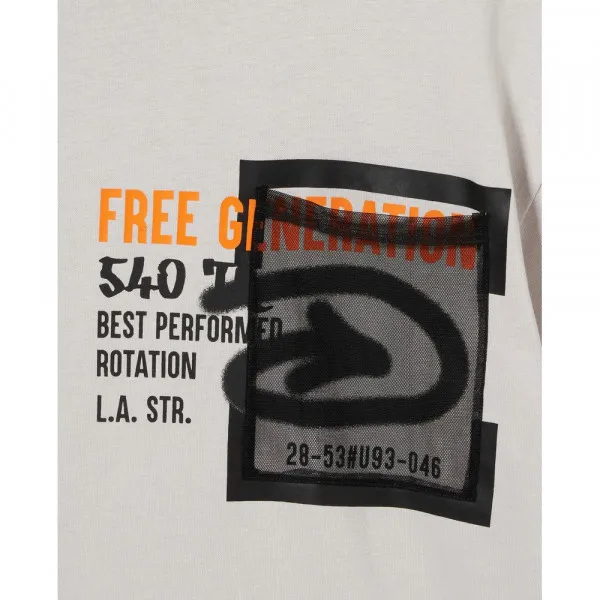 FREE GENERATION
540 T
BEST PERFORMED
ROTATION
L.A. STR.
28-53#U93-046